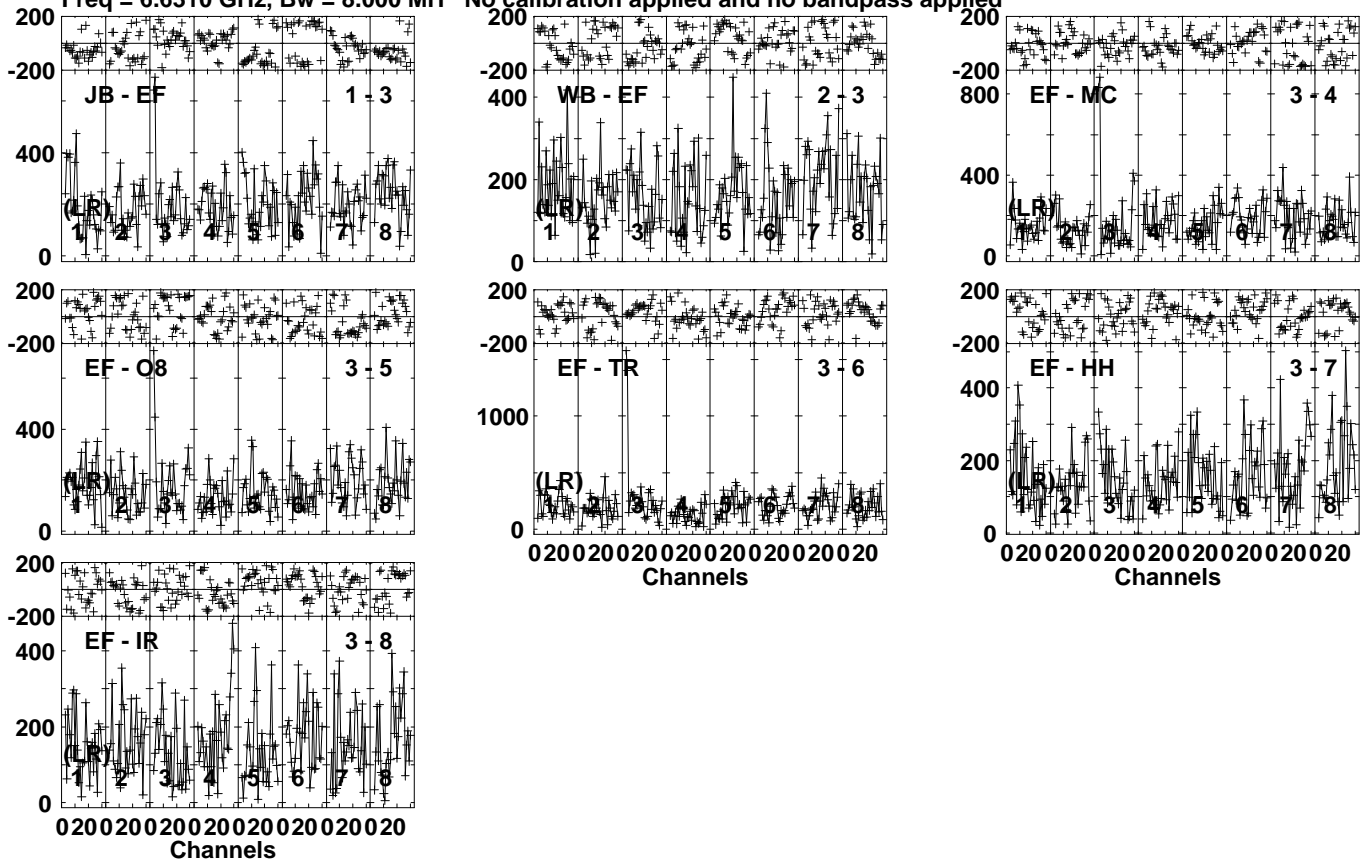 Freq = 6.6510 GHz, Bw = 8.000 MH No calibration applied and no bandpass applied
200
-200
JB - EF 1 - 3
400
(LR)
1 2 3 4 5 6 7 8
0
200
-200
WB - EF 2 - 3
400
200
(LR)
1 2 3 4 5 6 7 8
0
200
-200
EF - MC 3 - 4
800
400
(LR)
1 2 3 4 5 6 7 8
0
200
-200
EF - O8 3 - 5
400
(LR)
1 2 3 4 5 6 7 8
0
200
-200
EF - TR 3 - 6
1000
(LR)
1 2 3 4 5 6 7 8
0
0 20 0 20 0 20 0 20 0 20 0 20 0 20 0 20
Channels
200
-200
EF - HH 3 - 7
400
200
(LR)
1 2 3 4 5 6 7 8
0
0 20 0 20 0 20 0 20 0 20 0 20 0 20 0 20
Channels
200
-200
EF - IR 3 - 8
400
200
(LR)
1 2 3 4 5 6 7 8
0
0 20 0 20 0 20 0 20 0 20 0 20 0 20 0 20
Channels